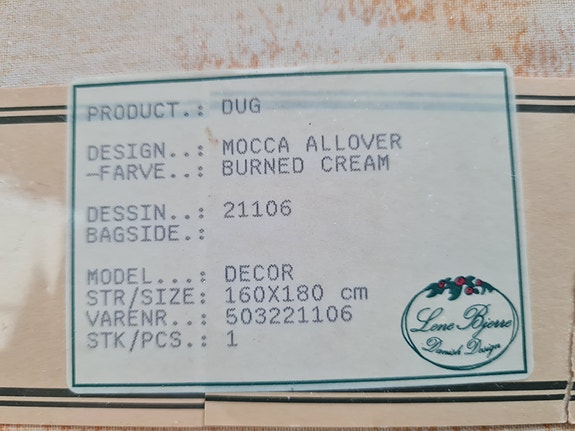 PRODUCT.: DUG
DESIGN..: MOCCA ALLOVER
—FARVE..: BURNED CREAM
DESSIN..: 21106
BAGSIDE.:
MODEL...: DECOR
STR/SIZE: 160X180 cm
VARENR..: 503221106
STK/PCS.: 1
Lene Bjerre
Danish Design